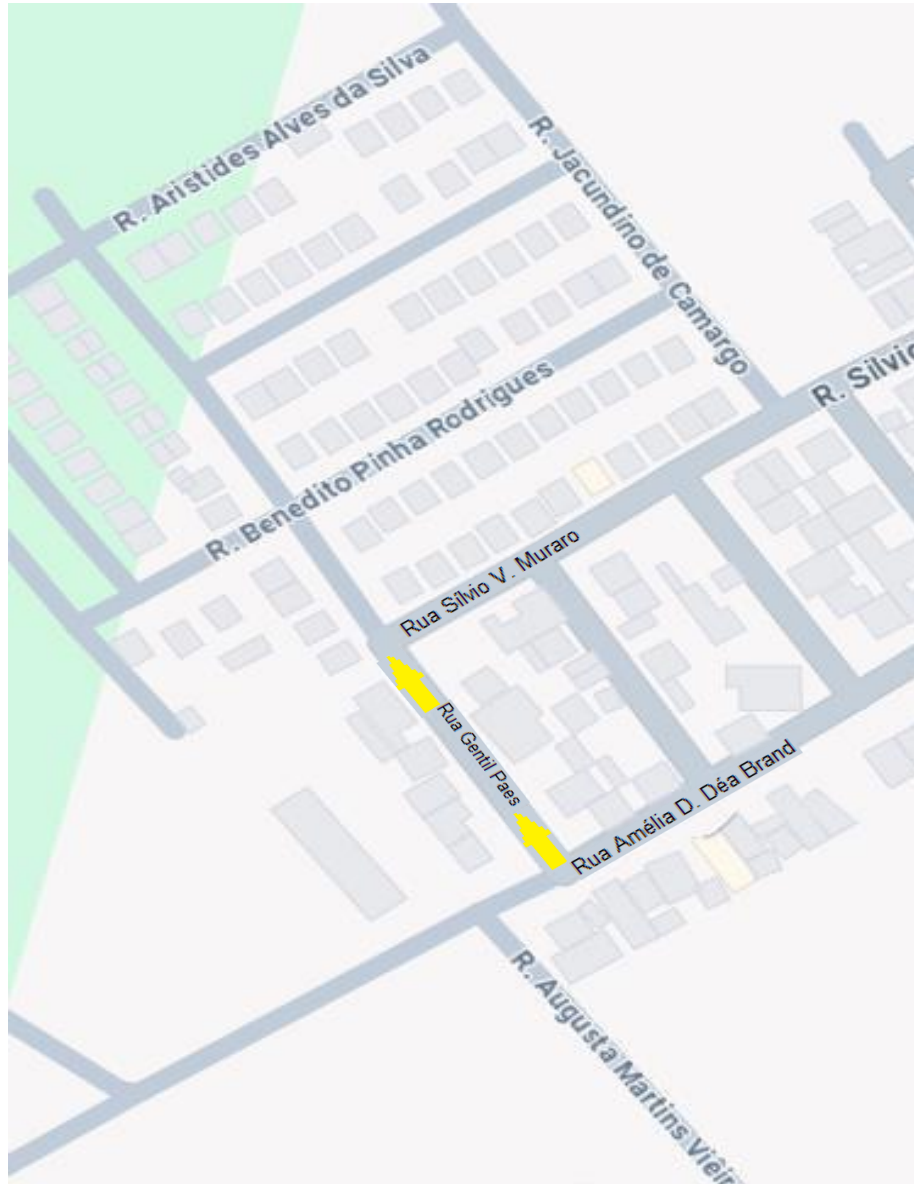 R. Aristides Alves da Silva
R. Jacundino de Camargo
R. Silvio
R. Benedito Pinha Rodrigues
Rua Sílvio V. Muraro
Rua Gentil Paes
Rua Amélia D. Déa Brand
R. Augusta Martins Vieir